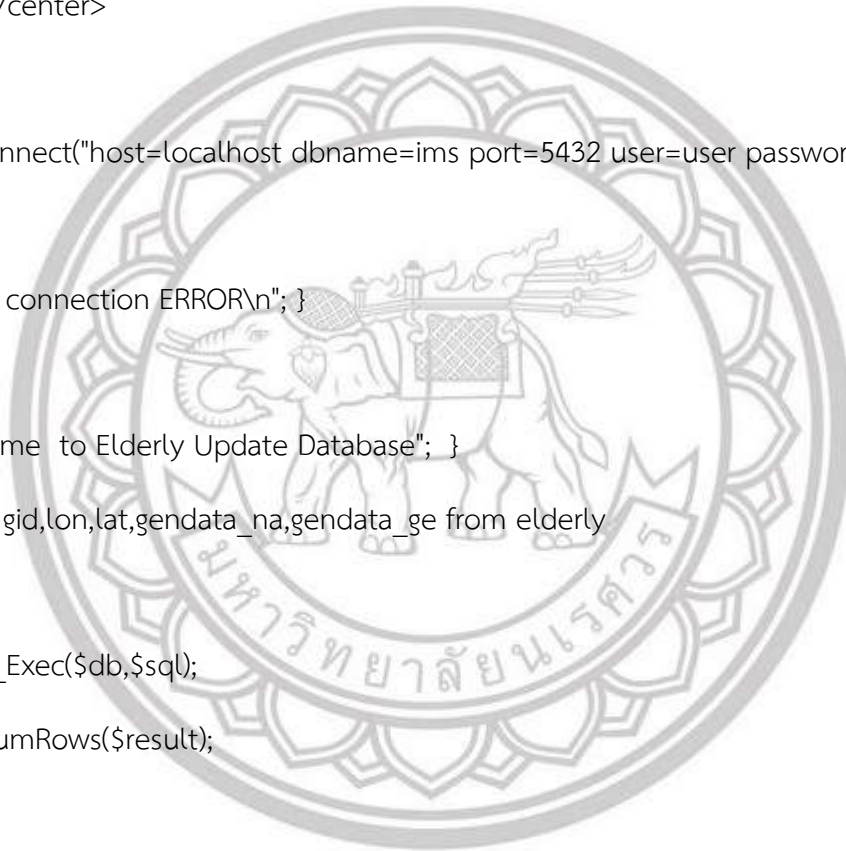 /center>
nnect("host=localhost dbname=ims port=5432 user=user passwor
connection ERROR\n"; }
me  to Elderly Update Database";  }
gid,lon,lat,gendata_na,gendata_ge from elderly
_Exec($db,$sql);
umRows($result);
มหาวิทยาลัยนเรศวร